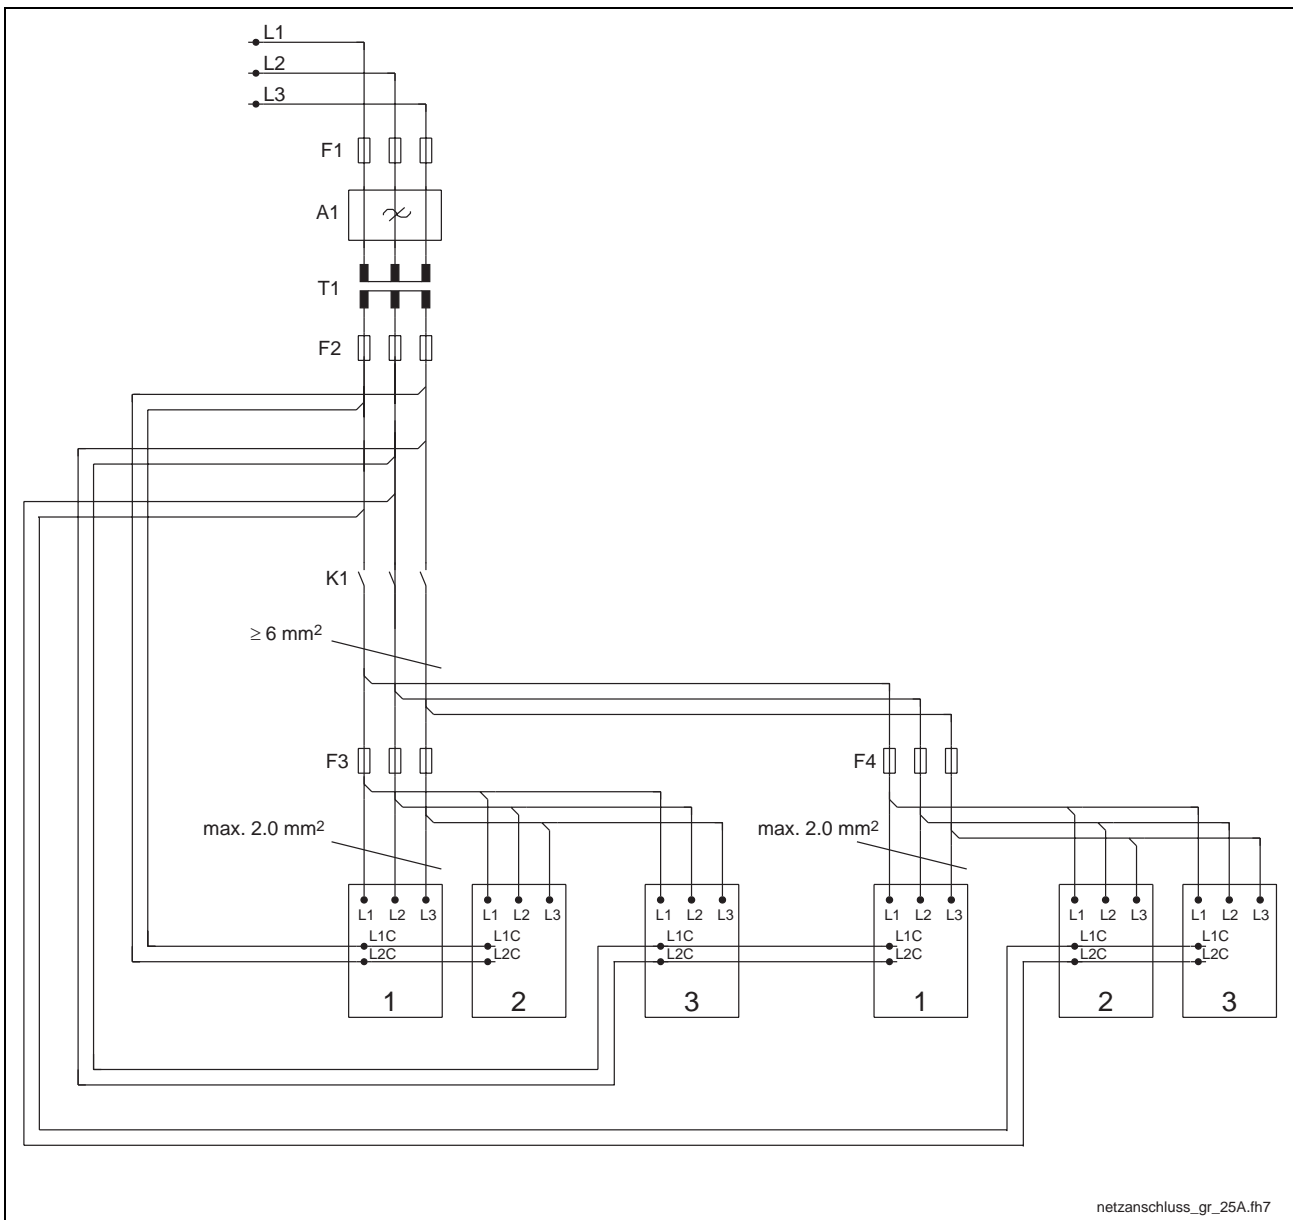 L1
L2
L3
F1
A1
T1
F2
K1
≥ 6 mm²
F3
F4
max. 2.0 mm²
max. 2.0 mm²
L1 L2 L3
L1C
L2C
1
L1 L2 L3
L1C
L2C
2
L1 L2 L3
L1C
L2C
3
L1 L2 L3
L1C
L2C
1
L1 L2 L3
L1C
L2C
2
L1 L2 L3
L1C
L2C
3
netzanschluss_gr_25A.fh7